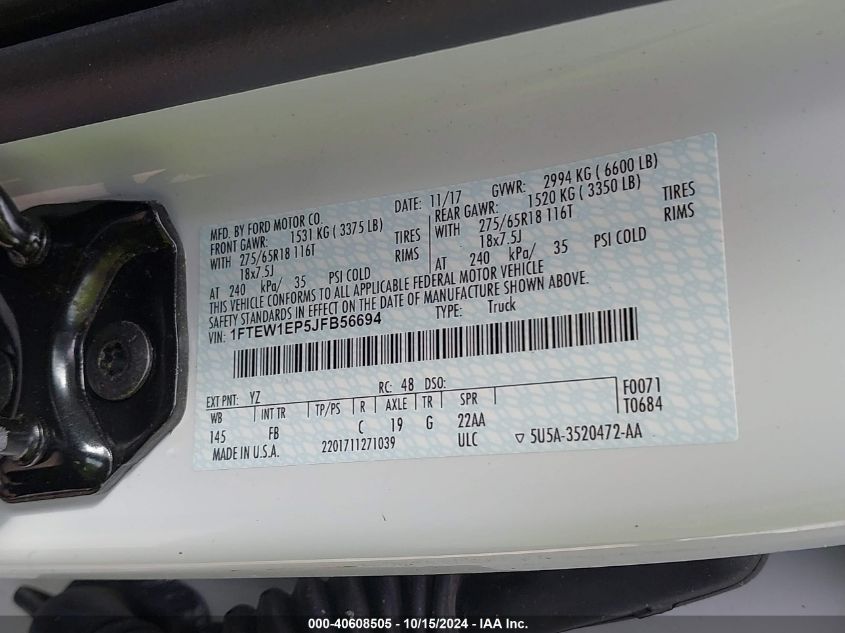 MFD. BY FORD MOTOR CO. DATE: 11/17 GVWR: 2994 KG ( 6600 LB)
FRONT GAWR: 1531 KG ( 3375 LB) REAR GAWR: 1520 KG ( 3350 LB)
WITH 275/65R18 116T TIRES WITH 275/65R18 116T TIRES
18x7.5J RIMS 18x7.5J RIMS
AT 240 kPa/ 35 PSI COLD AT 240 kPa/ 35 PSI COLD
THIS VEHICLE CONFORMS TO ALL APPLICABLE FEDERAL MOTOR VEHICLE
SAFETY STANDARDS IN EFFECT ON THE DATE OF MANUFACTURE SHOWN ABOVE.
VIN: 1FTEW1EP5JFB56694 TYPE: Truck
EXT PNT: YZ RC: 48 DSO: F0071
WB INT TR TP/PS R AXLE TR SPR T0684
145 FB C 19 G 22AA
MADE IN U.S.A. 2201711271039 ULC ▽ 5U5A-3520472-AA
000-40608505 - 10/15/2024 - IAA Inc.